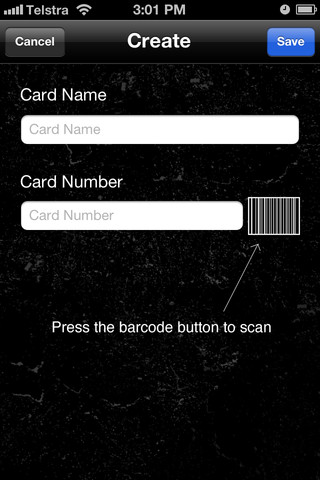 Telstra 3:01 PM
Cancel Create Save
Card Name
Card Name
Card Number
Card Number
Press the barcode button to scan